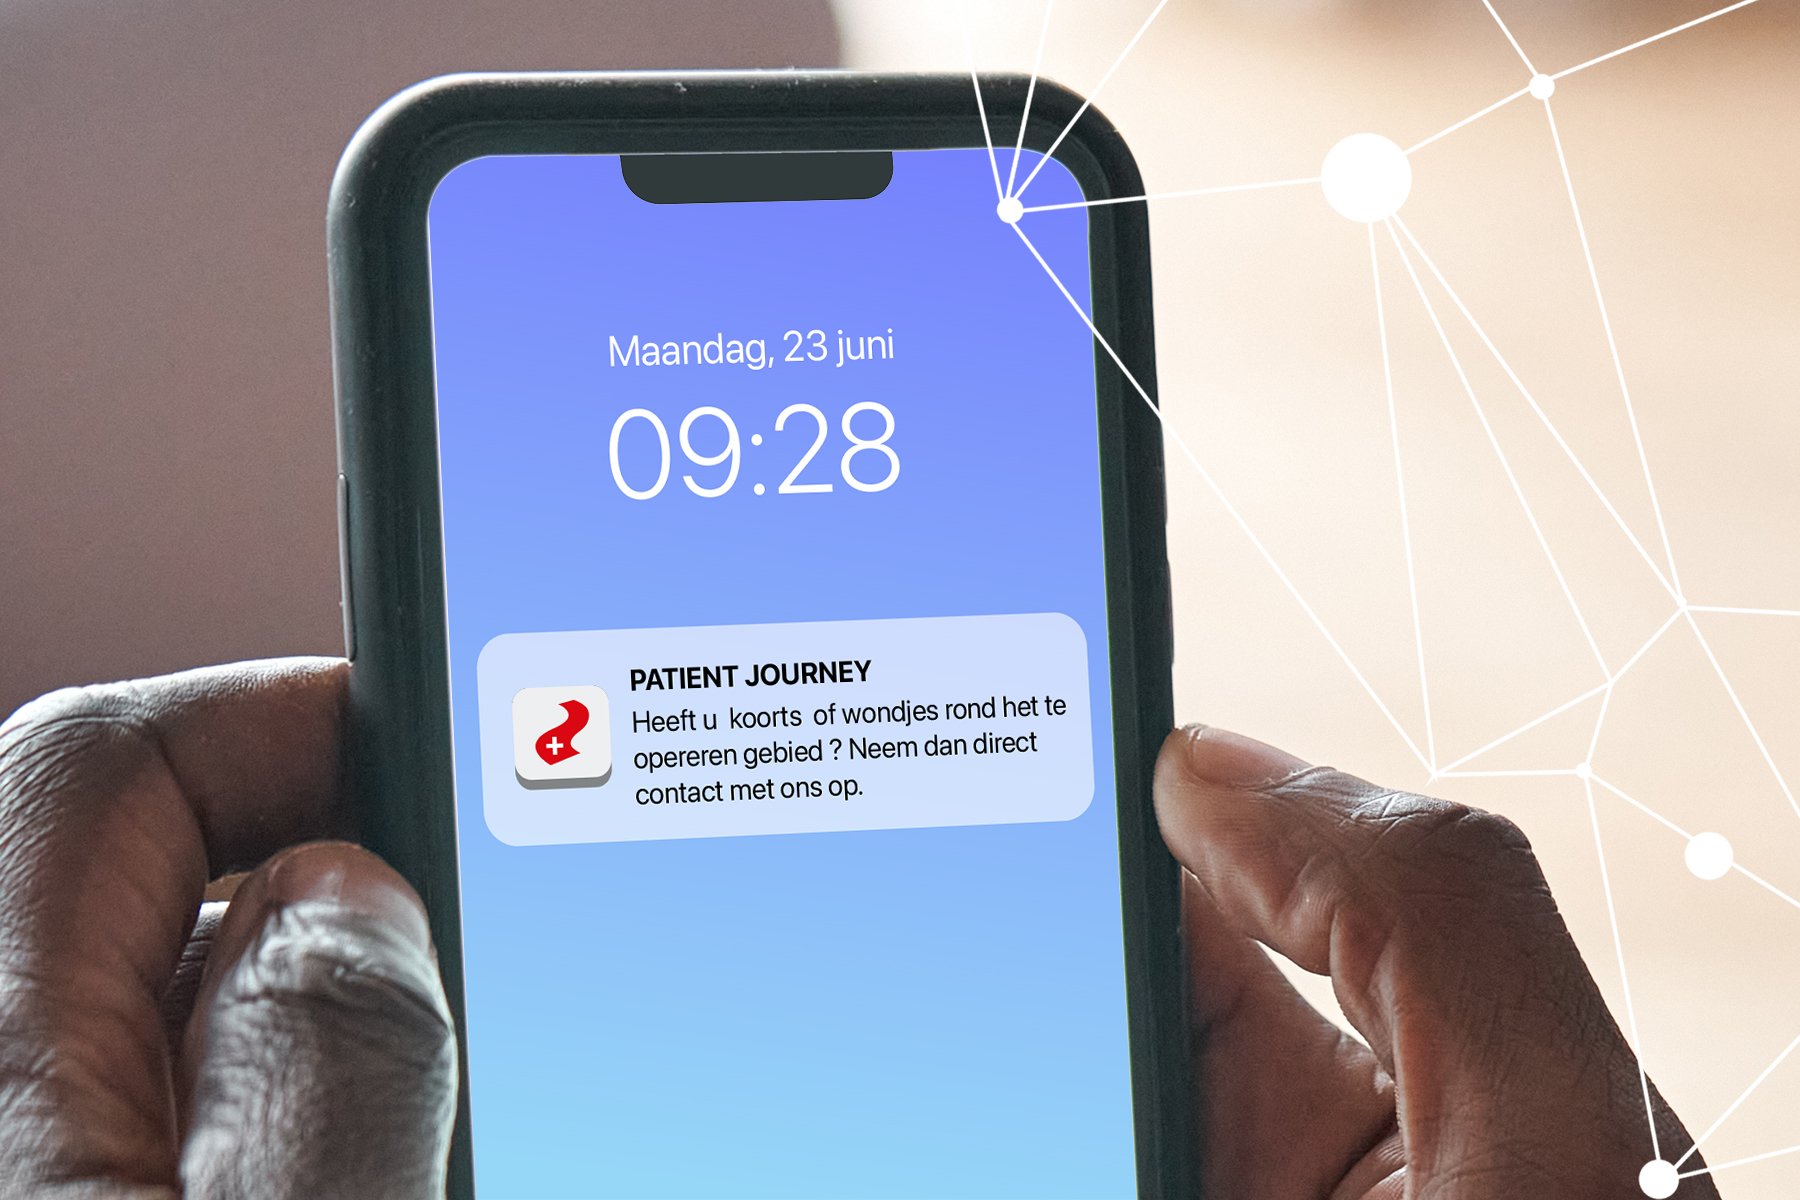 Maandag, 23 juni
09:28
PATIENT JOURNEY
Heeft u koorts of wondjes rond het te
opereren gebied ? Neem dan direct
contact met ons op.